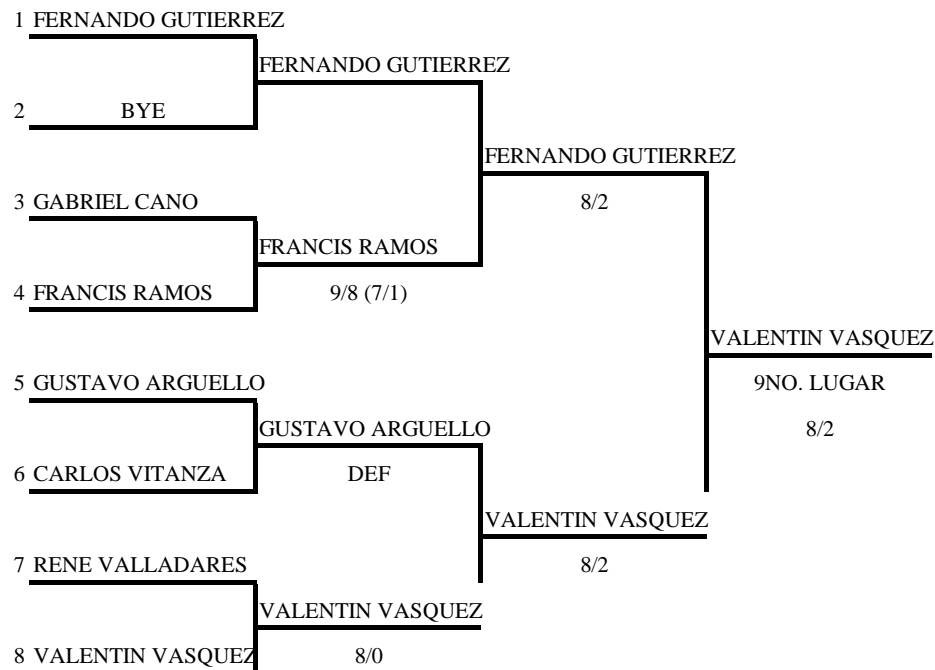 1 FERNANDO GUTIERREZ
FERNANDO GUTIERREZ
2 BYE
FERNANDO GUTIERREZ
3 GABRIEL CANO
8/2
FRANCIS RAMOS
4 FRANCIS RAMOS
9/8 (7/1)
VALENTIN VASQUEZ
5 GUSTAVO ARGUELLO
9NO. LUGAR
GUSTAVO ARGUELLO
8/2
6 CARLOS VITANZA
DEF
VALENTIN VASQUEZ
7 RENE VALLADARES
8/2
VALENTIN VASQUEZ
8 VALENTIN VASQUEZ
8/0